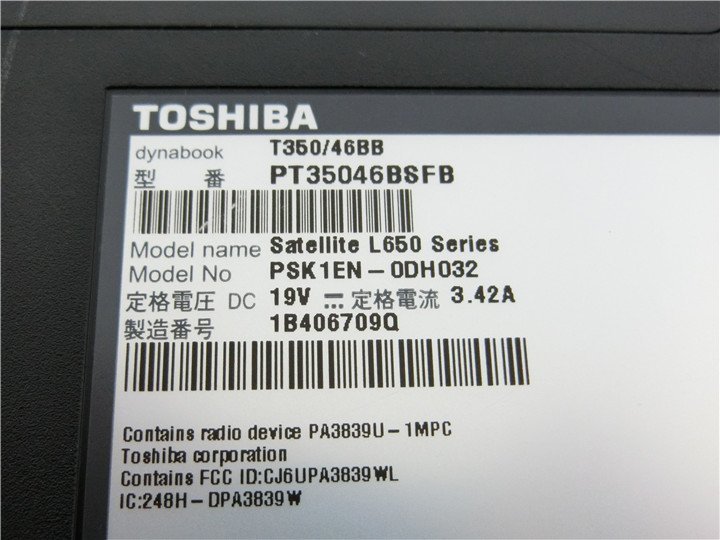 TOSHIBA
dynabook T350/46BB
型番 PT35046BSFB
Model name Satellite L650 Series
Model No PSK1EN-0DH032
定格電圧 DC 19V ⎓ 定格電流 3.42A
製造番号 1B406709Q
Contains radio device PA3839U-1MPC
Toshiba corporation
Contains FCC ID:CJ6UPA3839WL
IC:248H-DPA3839W